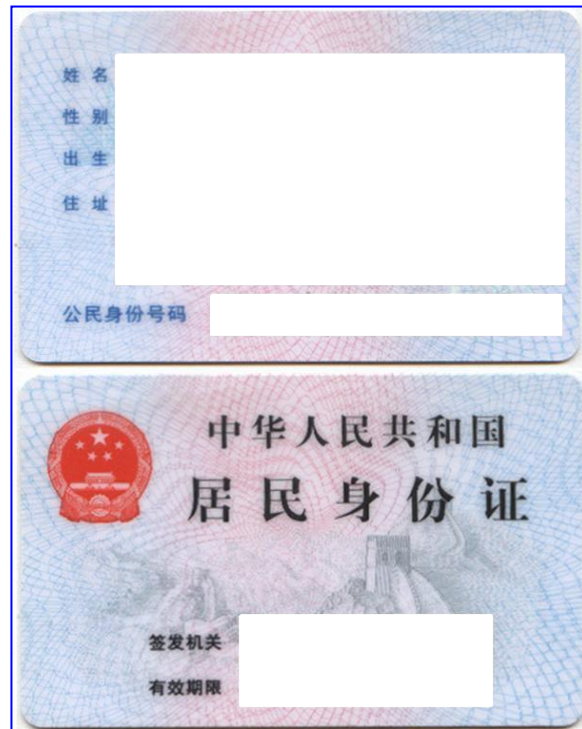 姓名
性别
出生
住址
公民身份号码
中华人民共和国
居民身份证
签发机关
有效期限